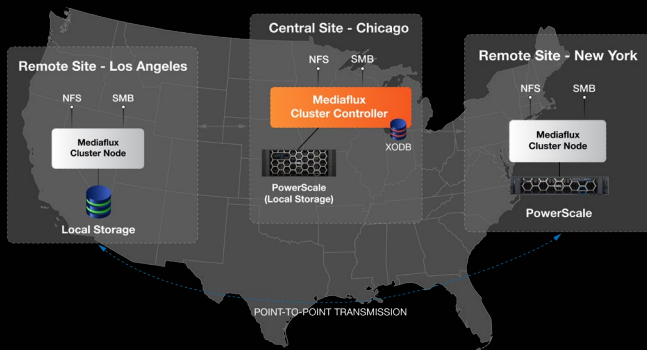 Central Site - Chicago
NFS SMB
Mediaflux
Cluster Controller
XODB
PowerScale
(Local Storage)
Remote Site - Los Angeles
NFS SMB
Mediaflux
Cluster Node
Local Storage
Remote Site - New York
NFS SMB
Mediaflux
Cluster Node
PowerScale
POINT-TO-POINT TRANSMISSION